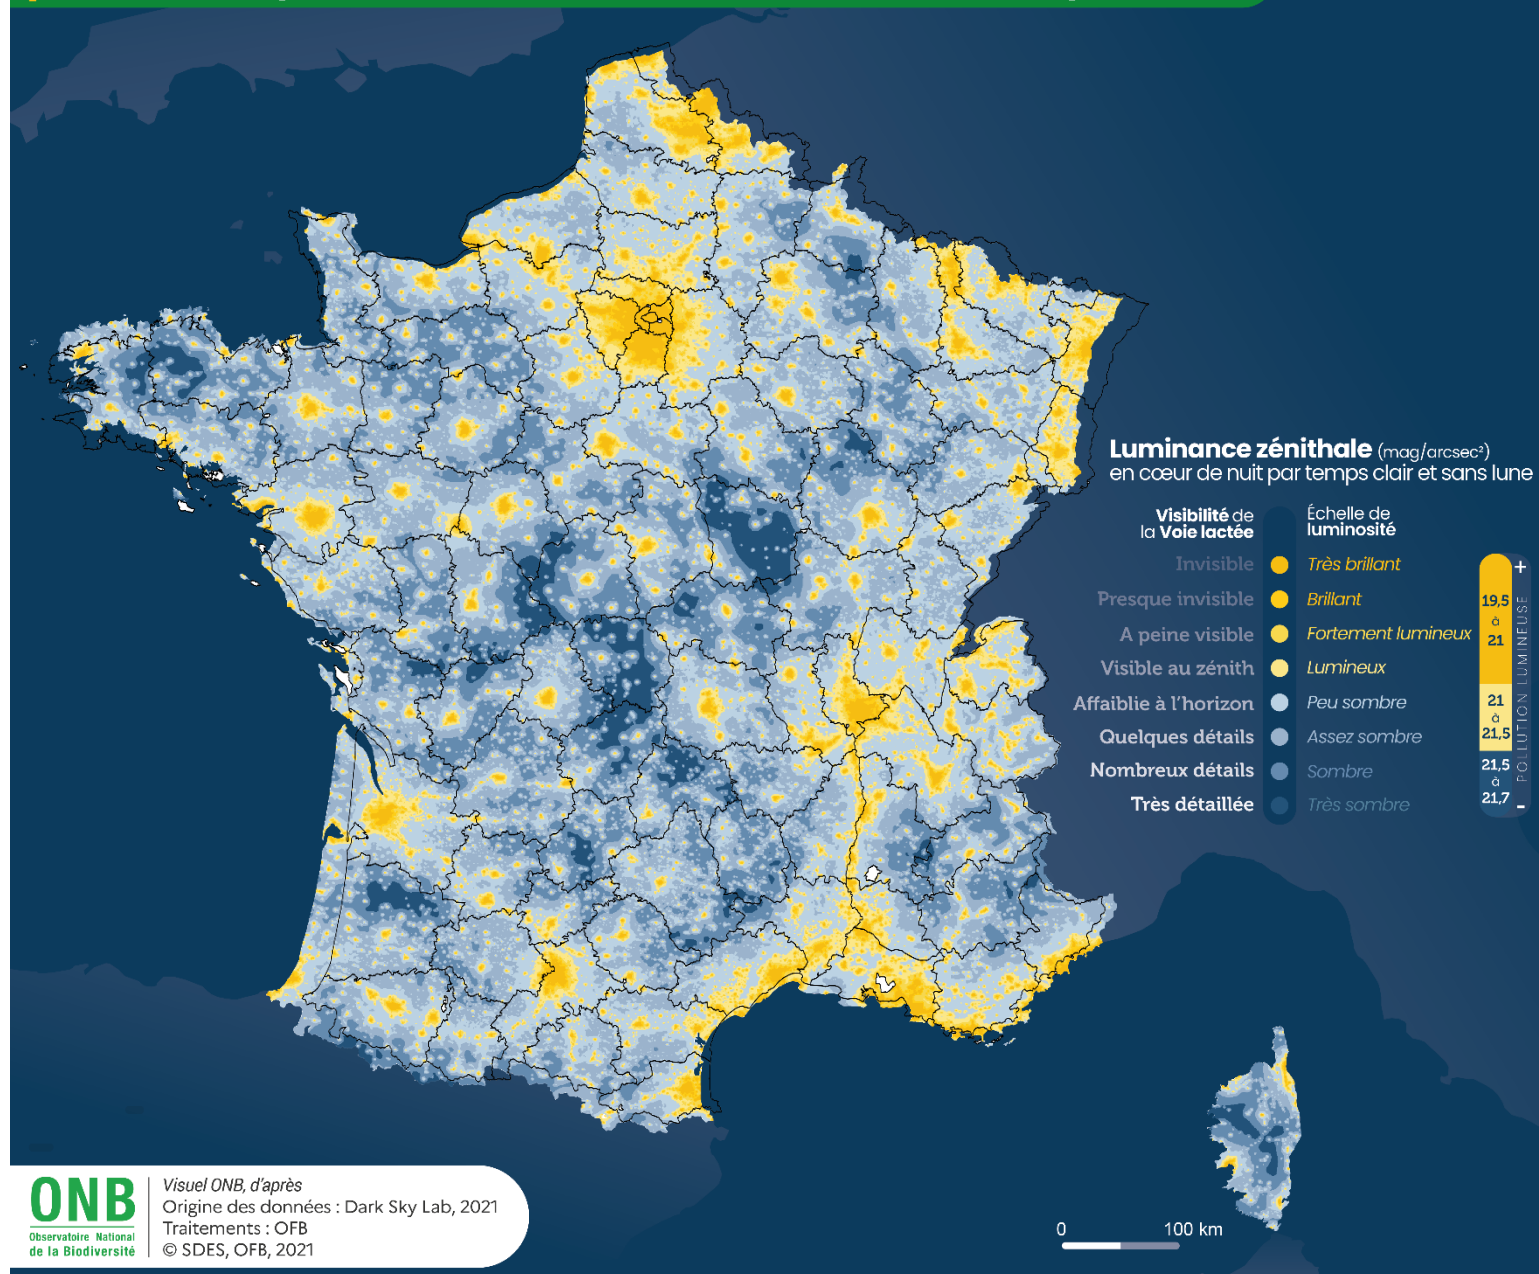 Luminance zénithale (mag/arcsec²)
en cœur de nuit par temps clair et sans lune
Visibilité de
la Voie lactée
Échelle de
luminosité
Invisible
Très brillant
Presque invisible
Brillant
A peine visible
Fortement lumineux
Visible au zénith
Lumineux
Affaiblie à l'horizon
Peu sombre
Quelques détails
Assez sombre
Nombreux détails
Sombre
Très détaillée
Très sombre
+
19,5
à
21
21
à
21,5
21,5
à
21,7
-
POLLUTION LUMINEUSE
ONB
Observatoire National
de la Biodiversité
Visuel ONB, d'après
Origine des données : Dark Sky Lab, 2021
Traitements : OFB
© SDES, OFB, 2021
0 100 km